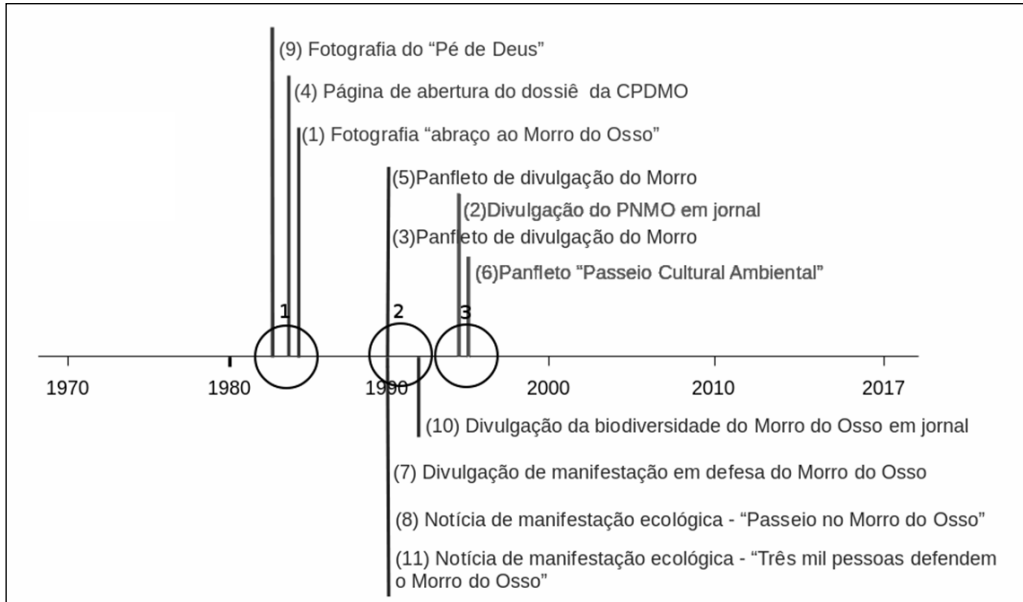 (9) Fotografia do “Pé de Deus”
(4) Página de abertura do dossiê da CPDMO
(1) Fotografia “abraço ao Morro do Osso”
(5)Panfleto de divulgação do Morro
(2)Divulgação do PNMO em jornal
(3)Panfleto de divulgação do Morro
(6)Panfleto “Passeio Cultural Ambiental”
1 2 3
1970 1980 1990 2000 2010 2017
(10) Divulgação da biodiversidade do Morro do Osso em jornal
(7) Divulgação de manifestação em defesa do Morro do Osso
(8) Notícia de manifestação ecológica - “Passeio no Morro do Osso”
(11) Notícia de manifestação ecológica - “Três mil pessoas defendem
o Morro do Osso”